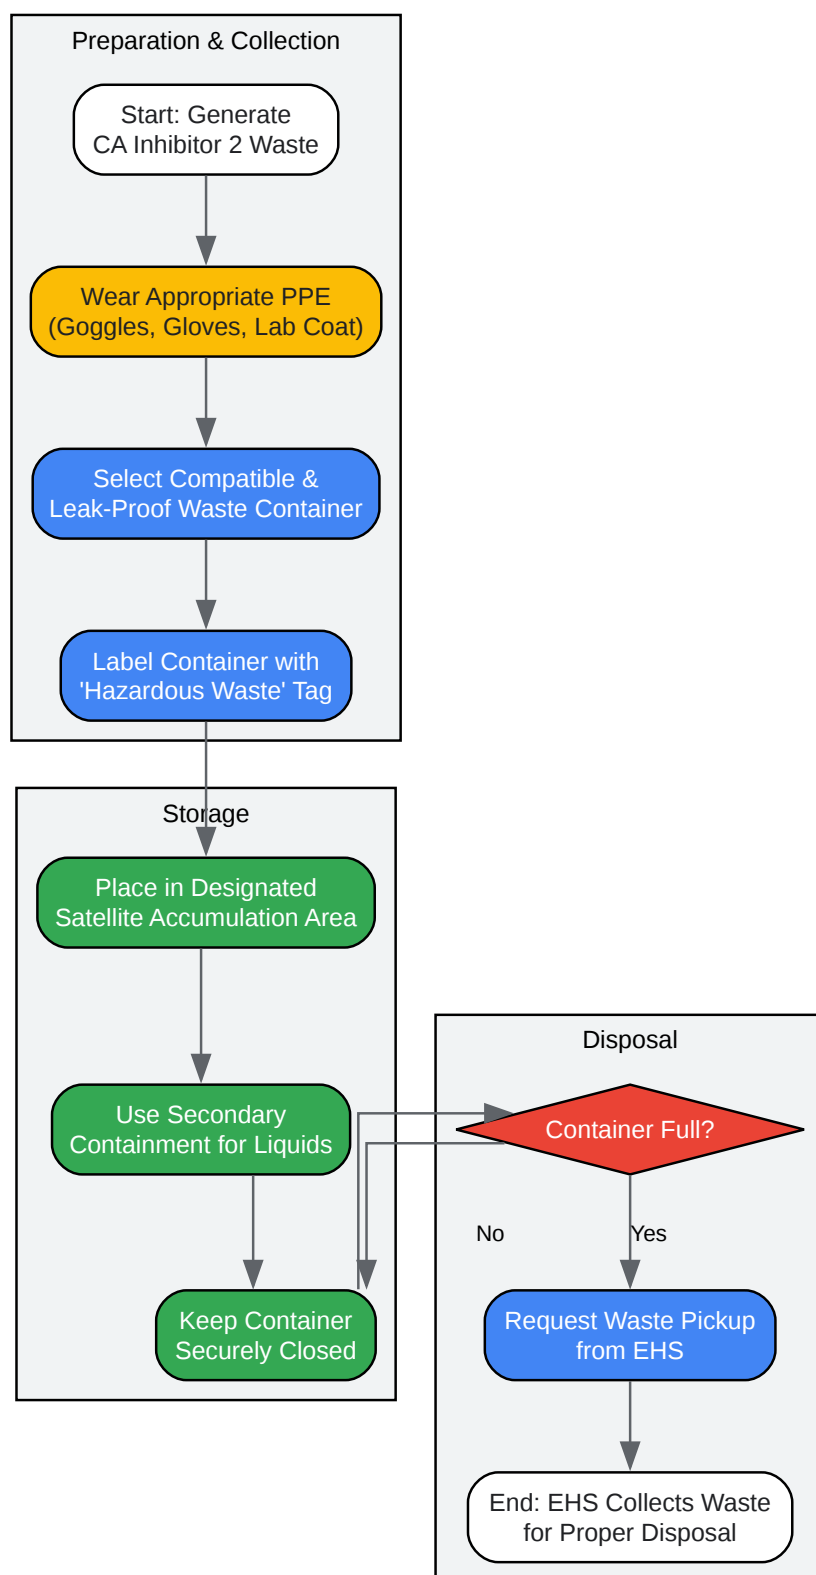 Preparation & Collection
Start: Generate
CA Inhibitor 2 Waste
Wear Appropriate PPE
(Goggles, Gloves, Lab Coat)
Select Compatible &
Leak-Proof Waste Container
Label Container with
'Hazardous Waste' Tag
Storage
Place in Designated
Satellite Accumulation Area
Use Secondary
Containment for Liquids
Keep Container
Securely Closed
Disposal
Container Full?
No
Yes
Request Waste Pickup
from EHS
End: EHS Collects Waste
for Proper Disposal